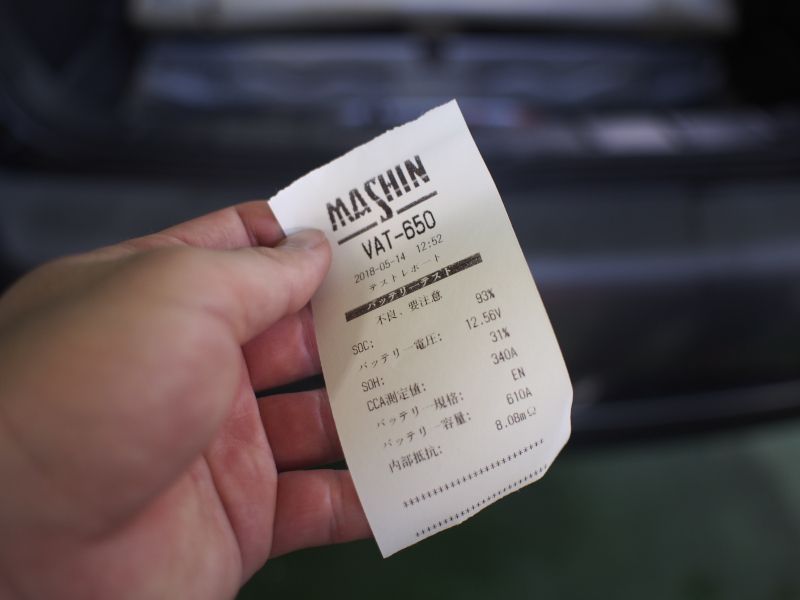 MASHIN
VAT-650
2018-05-14 12:52
テストレポート
バッテリーテスト
不良、要注意
SOC: 93%
バッテリー電圧: 12.56V
SOH: 31%
CCA測定値: 340A
バッテリー規格: EN
バッテリー容量: 610A
内部抵抗: 8.08mΩ